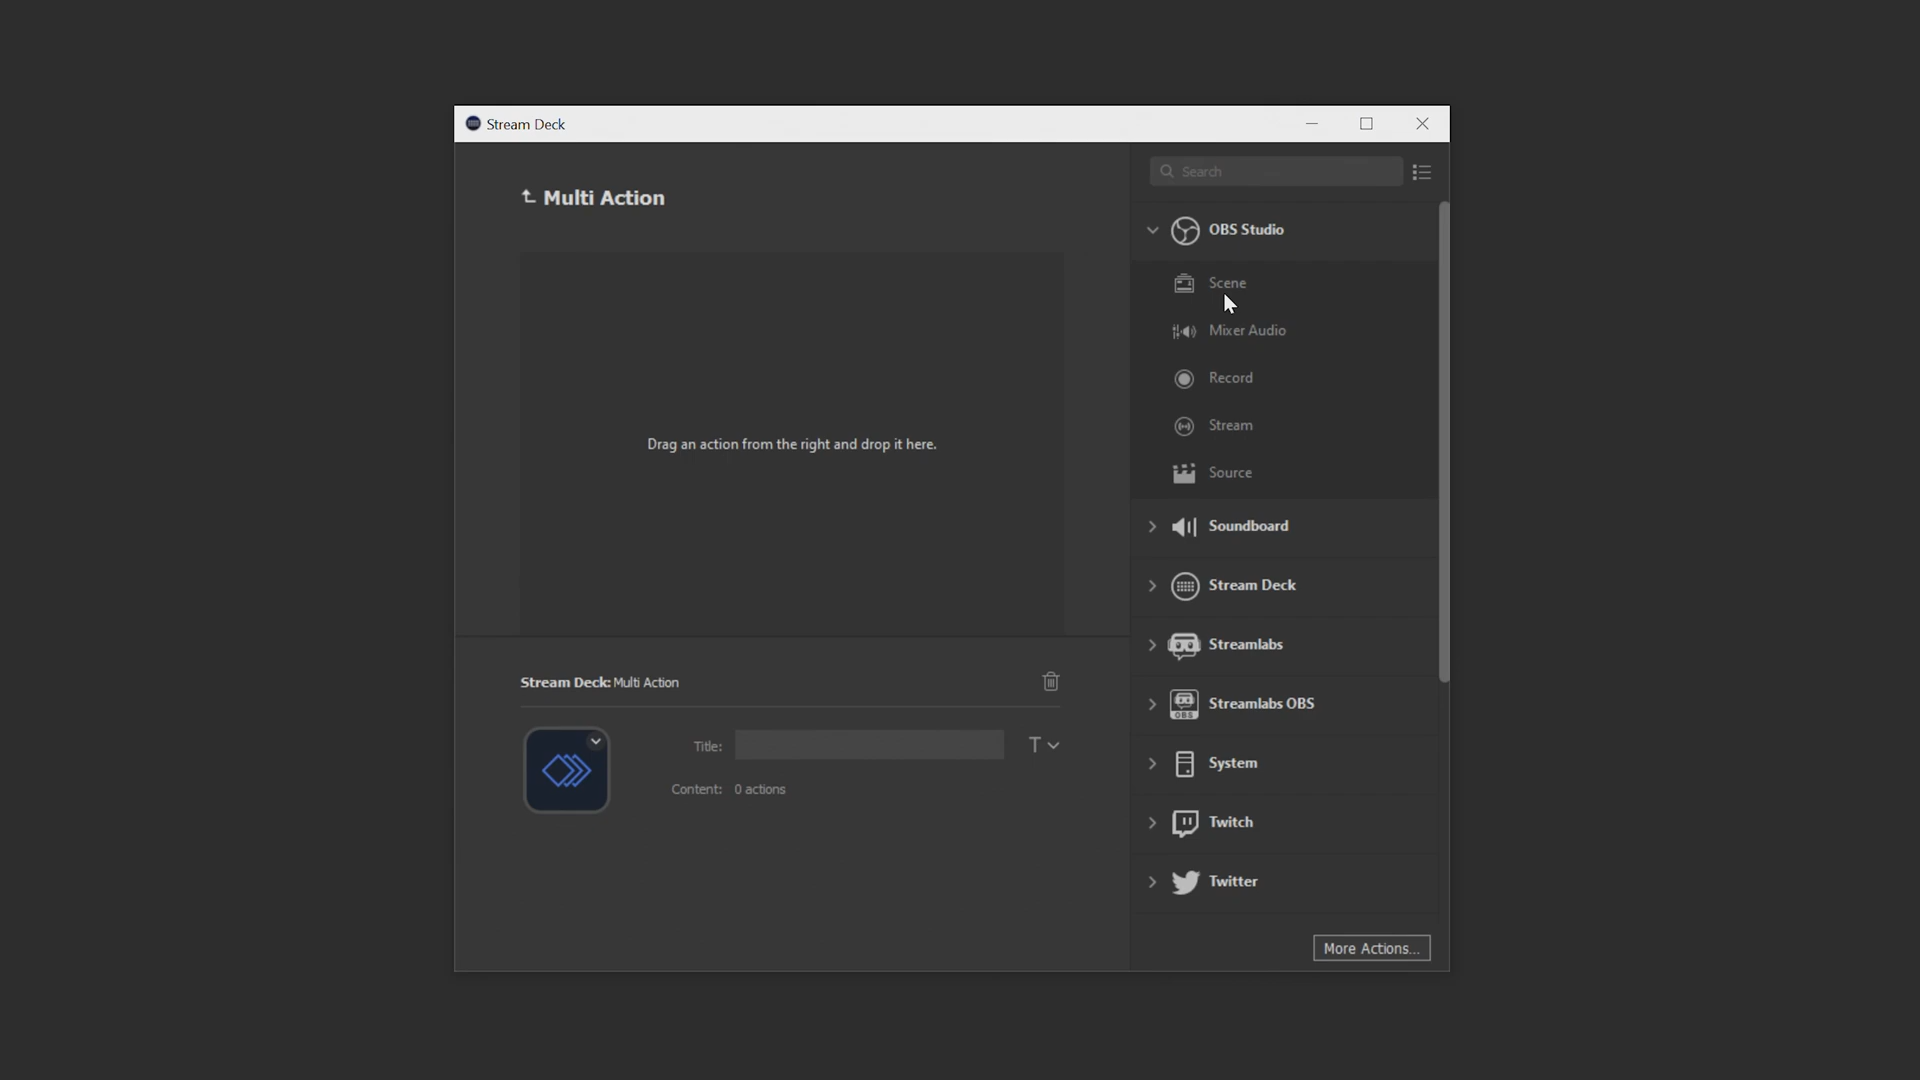 Stream Deck
Multi Action
Drag an action from the right and drop it here.
Stream Deck: Multi Action
Title:
T
Content: 0 actions
Search
OBS Studio
Scene
Mixer Audio
Record
Stream
Source
Soundboard
Stream Deck
Streamlabs
OBS
Streamlabs OBS
System
Twitch
Twitter
More Actions...